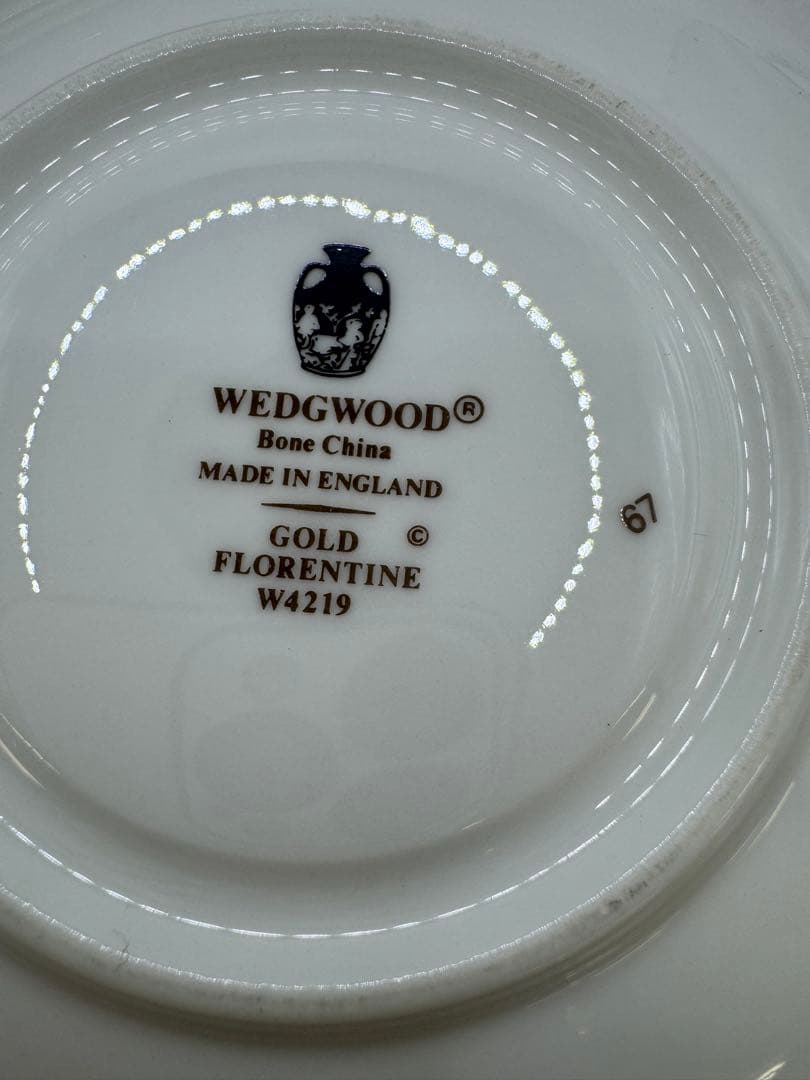 WEDGWOOD®
Bone China
MADE IN ENGLAND
GOLD ©
FLORENTINE
W4219
67